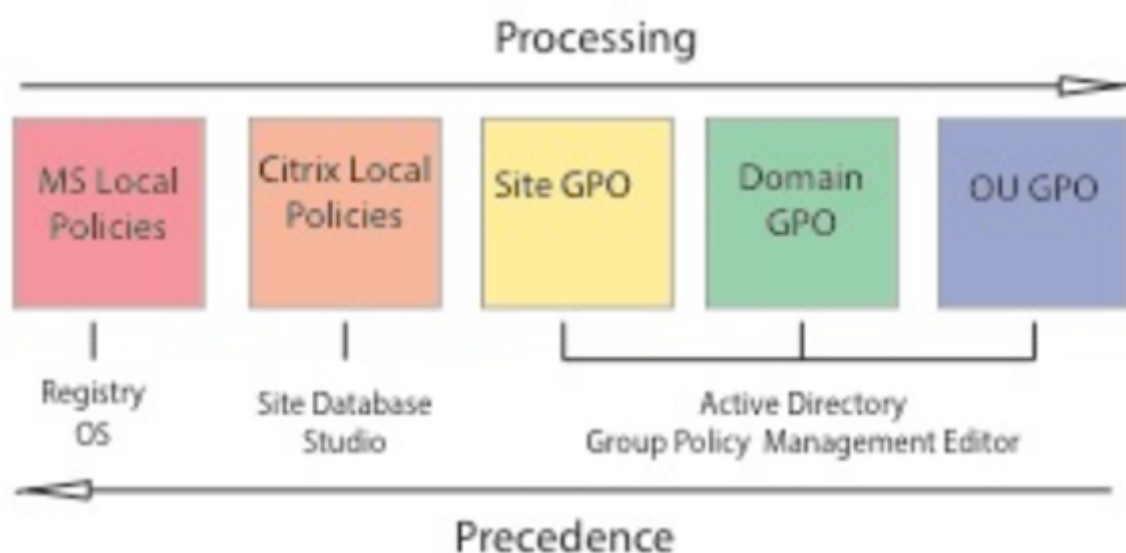 Processing
MS Local
Policies
Citrix Local
Policies
Site GPO
Domain
GPO
OU GPO
Registry
OS
Site Database
Studio
Active Directory
Group Policy Management Editor
Precedence